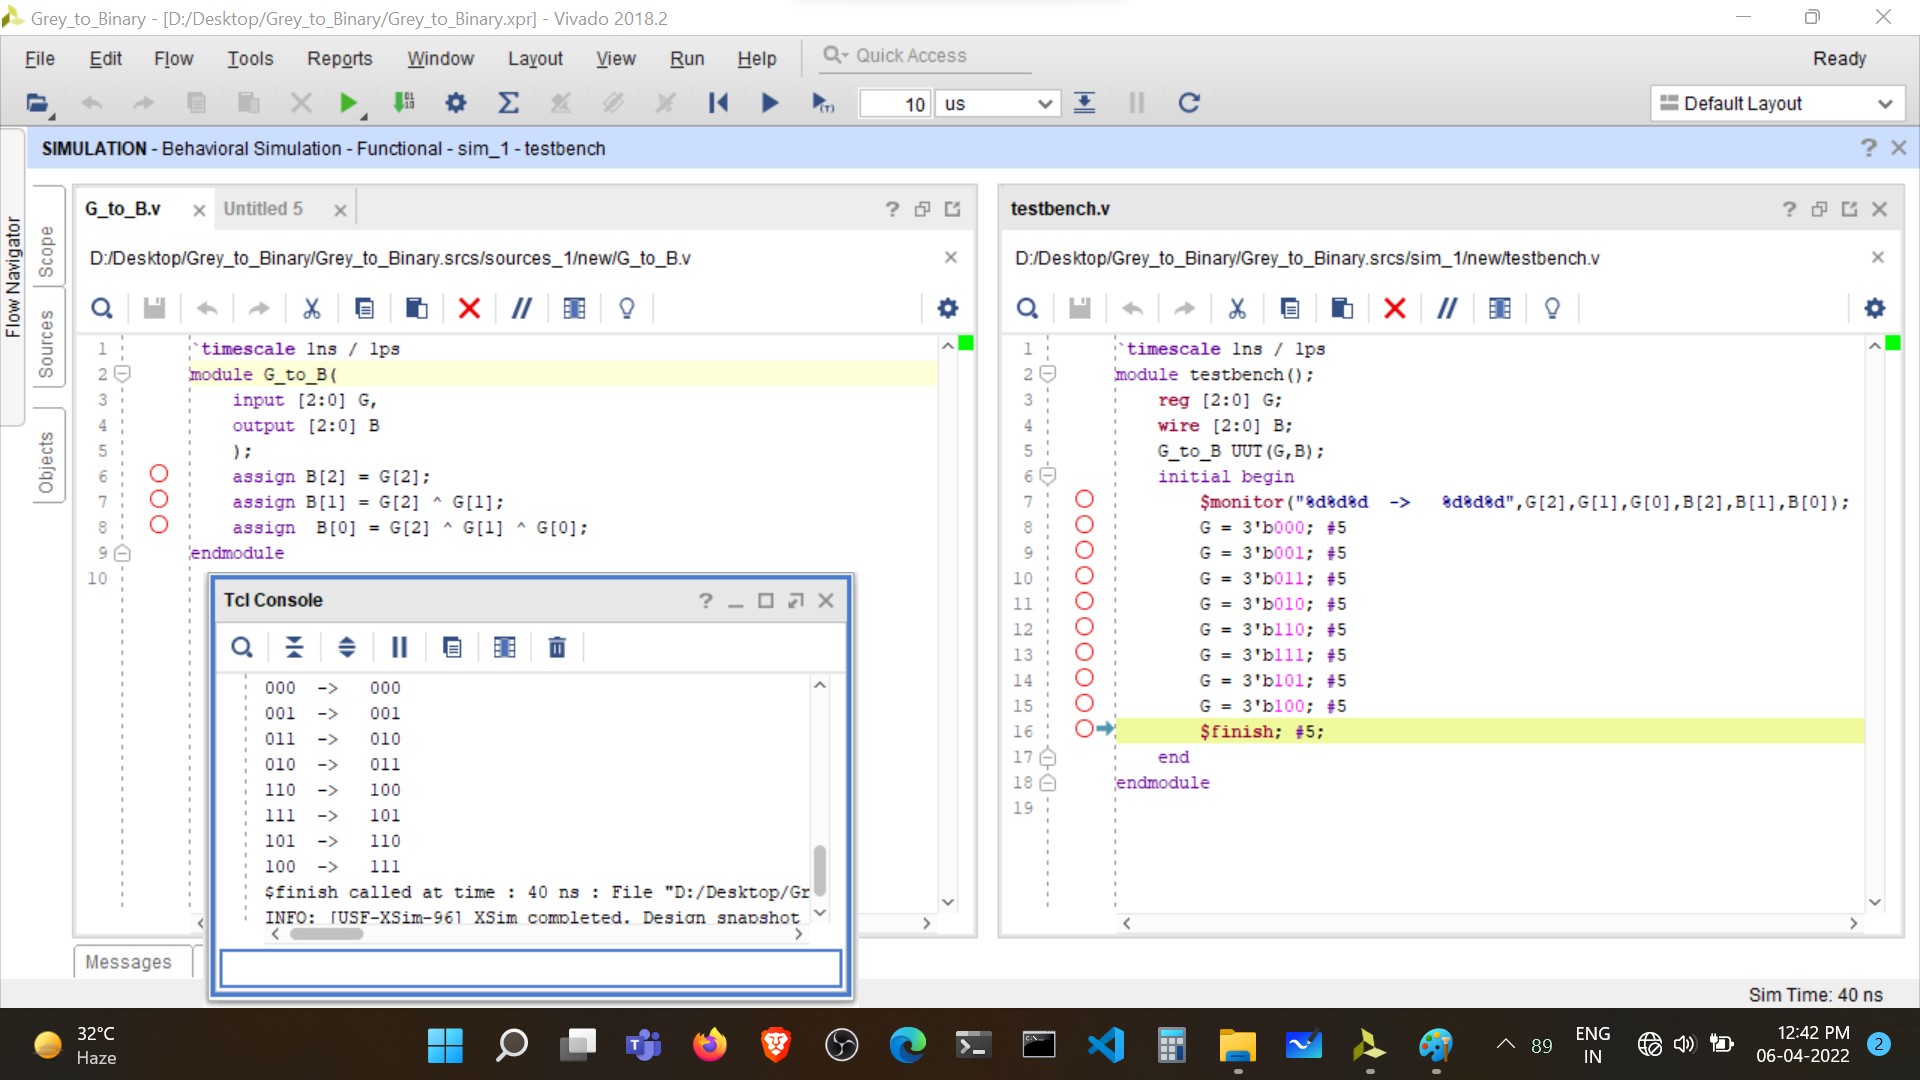 Grey_to_Binary - [D:/Desktop/Grey_to_Binary/Grey_to_Binary.xpr] - Vivado 2018.2
File Edit Flow Tools Reports Window Layout View Run Help Quick Access Ready
10 us Default Layout
SIMULATION - Behavioral Simulation - Functional - sim_1 - testbench
Flow Navigator
Scope
Sources
Objects
G_to_B.v Untitled 5
D:/Desktop/Grey_to_Binary/Grey_to_Binary.srcs/sources_1/new/G_to_B.v
1 `timescale 1ns / 1ps
2 module G_to_B(
3 input [2:0] G,
4 output [2:0] B
5 );
6 assign B[2] = G[2];
7 assign B[1] = G[2] ^ G[1];
8 assign B[0] = G[2] ^ G[1] ^ G[0];
9 endmodule
10
Tcl Console
000 -> 000
001 -> 001
011 -> 010
010 -> 011
110 -> 100
111 -> 101
101 -> 110
100 -> 111
$finish called at time : 40 ns : File "D:/Desktop/Gr
INFO: [USF-XSim-96] XSim completed. Design snapshot
Messages
testbench.v
D:/Desktop/Grey_to_Binary/Grey_to_Binary.srcs/sim_1/new/testbench.v
1 `timescale 1ns / 1ps
2 module testbench();
3 reg [2:0] G;
4 wire [2:0] B;
5 G_to_B UUT(G,B);
6 initial begin
7 $monitor("%d%d%d -> %d%d%d",G[2],G[1],G[0],B[2],B[1],B[0]);
8 G = 3'b000; #5
9 G = 3'b001; #5
10 G = 3'b011; #5
11 G = 3'b010; #5
12 G = 3'b110; #5
13 G = 3'b111; #5
14 G = 3'b101; #5
15 G = 3'b100; #5
16 $finish; #5;
17 end
18 endmodule
19
Sim Time: 40 ns
32°C
Haze
89
ENG
IN
12:42 PM
06-04-2022
2